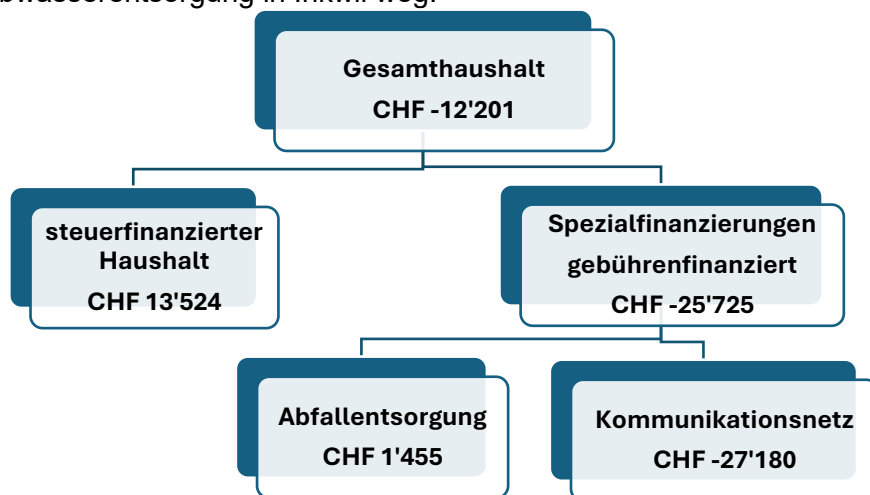 Gesamthaushalt
CHF -12'201
steuerfinanzierter
Haushalt
CHF 13'524
Spezialfinanzierungen
gebührenfinanziert
CHF -25'725
Abfallentsorgung
CHF 1'455
Kommunikationsnetz
CHF -27'180